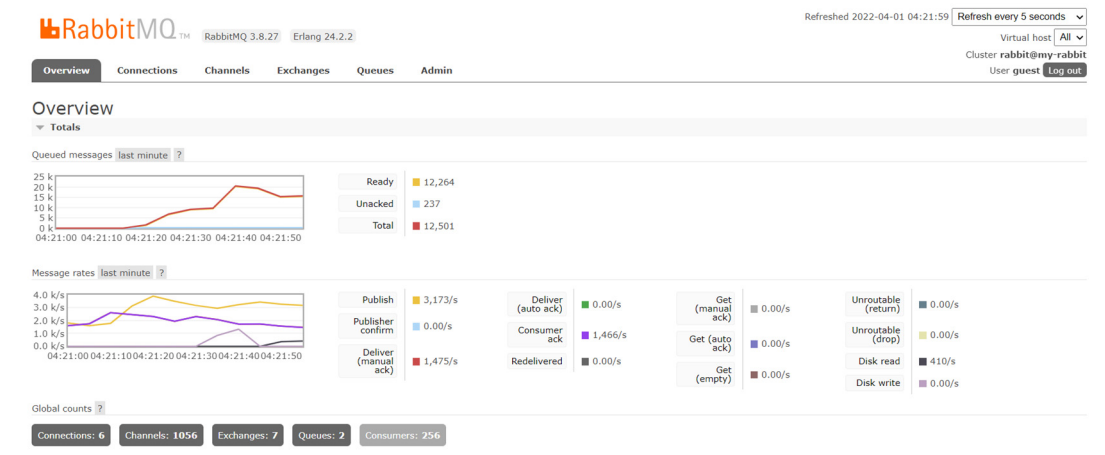 Refreshed 2022-04-01 04:21:59 Refresh every 5 seconds
RabbitMQ TM RabbitMQ 3.8.27 Erlang 24.2.2
Virtual host All
Cluster rabbit@my-rabbit
User guest Log out
Overview Connections Channels Exchanges Queues Admin
Overview
Totals
Queued messages last minute ?
25 k
20 k
15 k
10 k
5 k
0 k
04:21:00 04:21:10 04:21:20 04:21:30 04:21:40 04:21:50
Ready 12,264
Unacked 237
Total 12,501
Message rates last minute ?
4.0 k/s
3.0 k/s
2.0 k/s
1.0 k/s
0.0 k/s
04:21:00 04:21:10 04:21:20 04:21:30 04:21:40 04:21:50
Publish 3,173/s
Publisher
confirm 0.00/s
Deliver
(manual
ack) 1,475/s
Deliver
(auto ack) 0.00/s
Consumer
ack 1,466/s
Redelivered 0.00/s
Get
(manual
ack) 0.00/s
Get (auto
ack) 0.00/s
Get
(empty) 0.00/s
Unroutable
(return) 0.00/s
Unroutable
(drop) 0.00/s
Disk read 410/s
Disk write 0.00/s
Global counts ?
Connections: 6 Channels: 1056 Exchanges: 7 Queues: 2 Consumers: 256